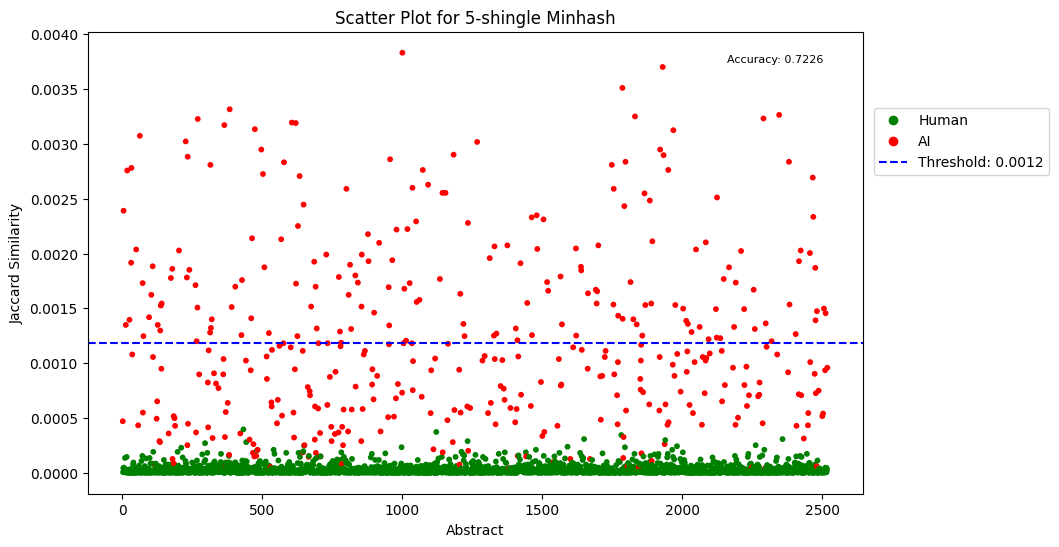 Scatter Plot for 5-shingle Minhash
0.0040
0.0035
0.0030
0.0025
0.0020
0.0015
0.0010
0.0005
0.0000
Jaccard Similarity
Accuracy: 0.7226
Human
AI
Threshold: 0.0012
0
500
1000
1500
2000
2500
Abstract